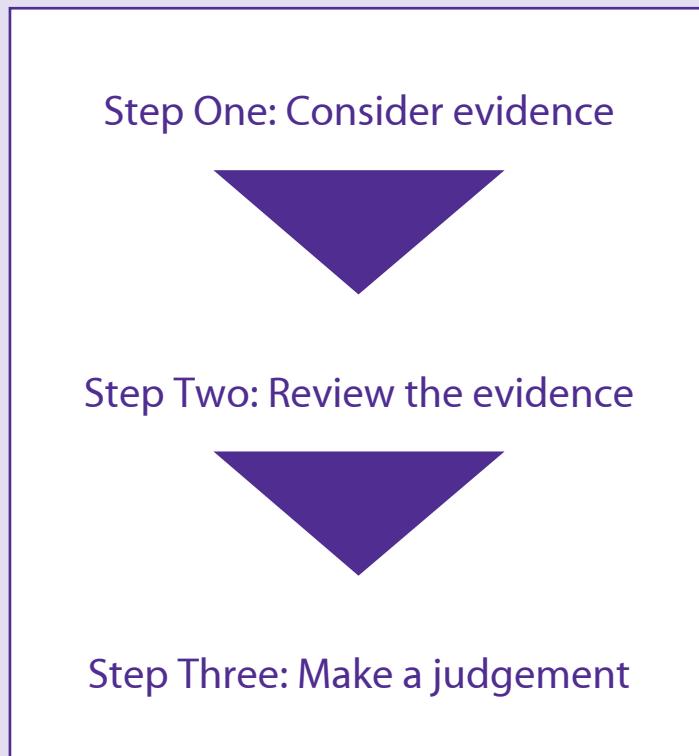 Step One: Consider evidence
Step Two: Review the evidence
Step Three: Make a judgement